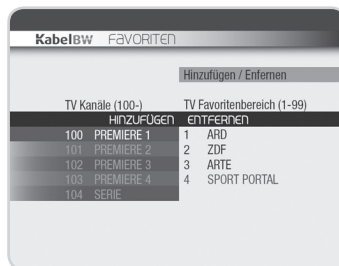 KabelBW FAVORITEN
Hinzufügen / Enfernen
TV Kanäle (100-) TV Favoritenbereich (1-99)
HINZUFÜGEN ENTFERNEN
100 PREMIERE 1 1 ARD
101 PREMIERE 2 2 ZDF
102 PREMIERE 3 3 ARTE
103 PREMIERE 4 4 SPORT PORTAL
104 SERIE